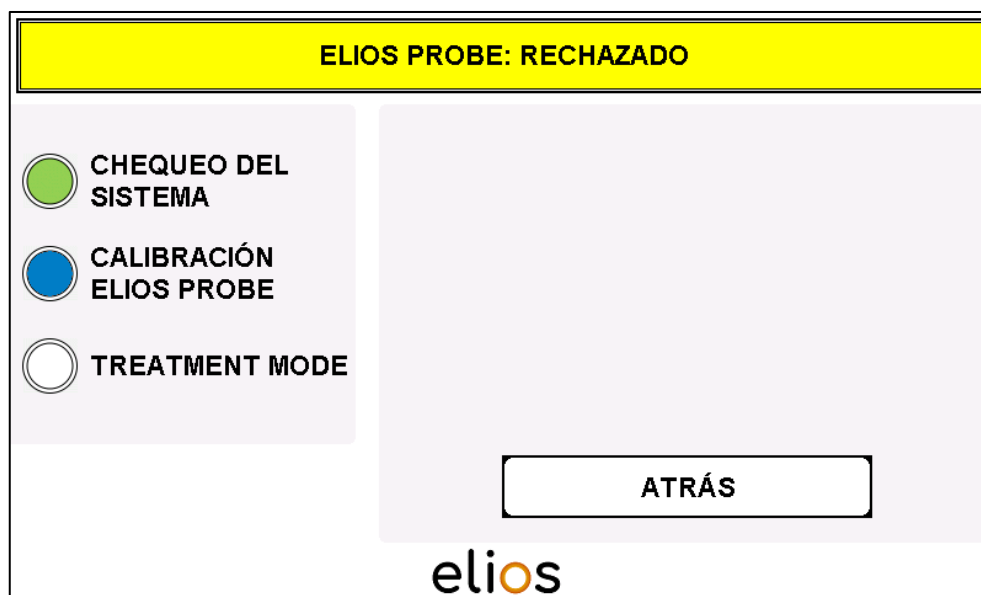 ELIOS PROBE: RECHAZADO
CHEQUEO DEL
SISTEMA
CALIBRACIÓN
ELIOS PROBE
TREATMENT MODE
ATRÁS
elios